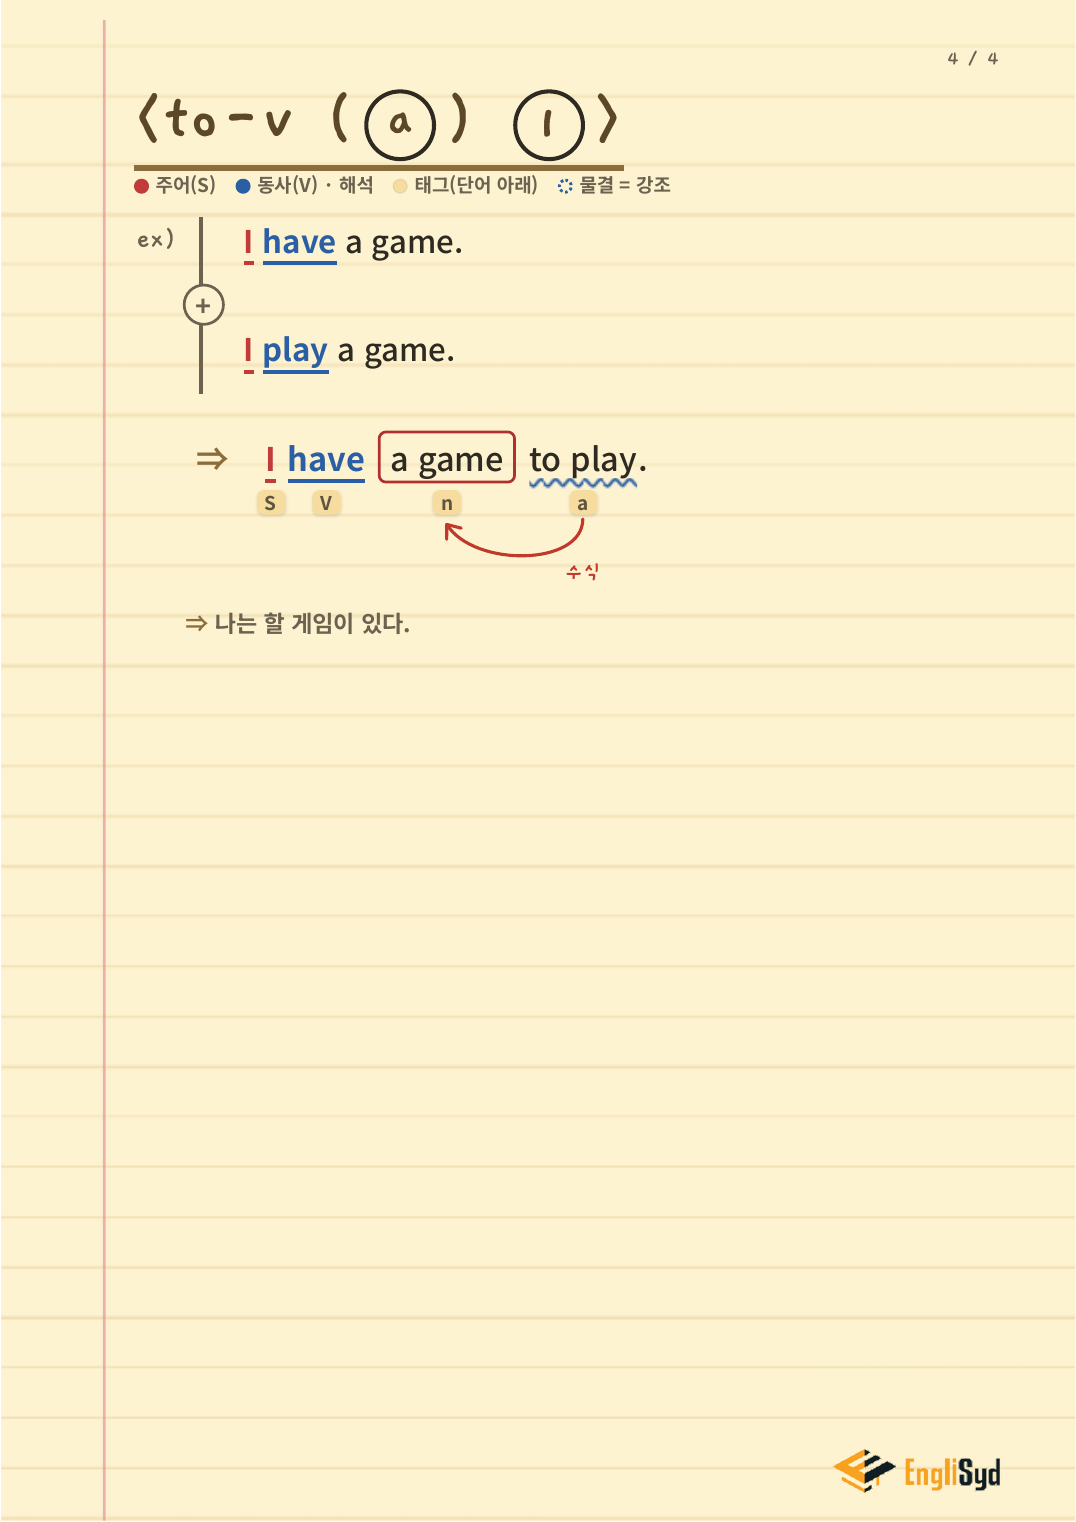 4 / 4
<to-v (ⓐ) ①>
주어(S) 동사(V) · 해석 태그(단어 아래) 물결 = 강조
ex) I have a game.
+
I play a game.
⇒ I have a game to play.
S V n a
수식
⇒ 나는 할 게임이 있다.
EngliSyd